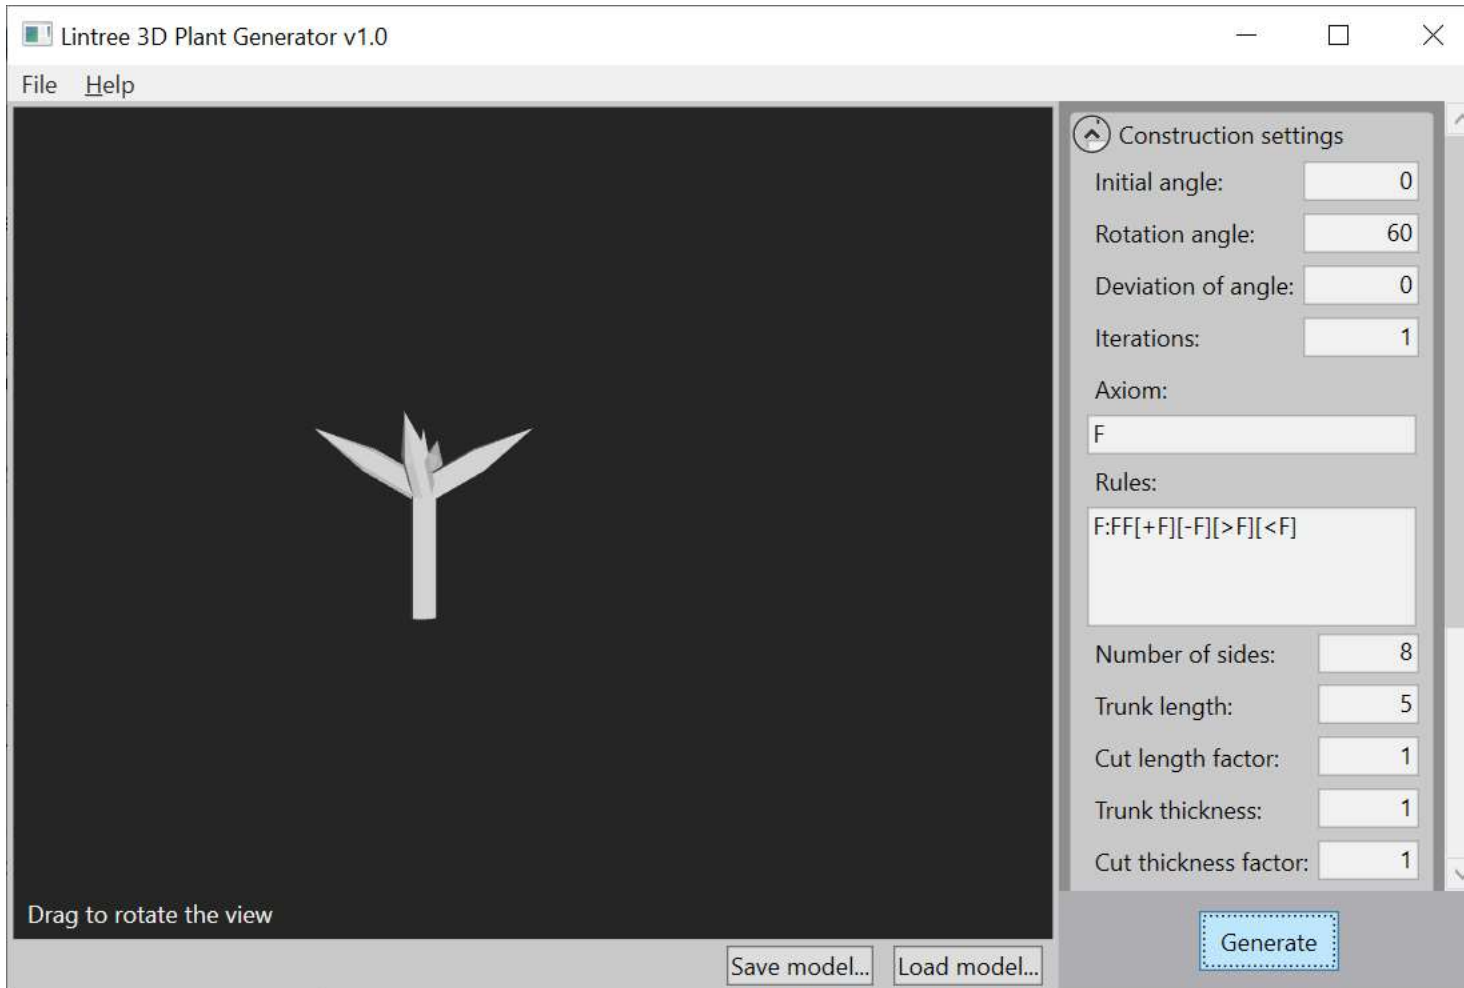 Lintree 3D Plant Generator v1.0
File Help
Construction settings
Initial angle: 0
Rotation angle: 60
Deviation of angle: 0
Iterations: 1
Axiom:
F
Rules:
F:FF[+F][-F][>F][<F]
Number of sides: 8
Trunk length: 5
Cut length factor: 1
Trunk thickness: 1
Cut thickness factor: 1
Drag to rotate the view
Generate
Save model... Load model...